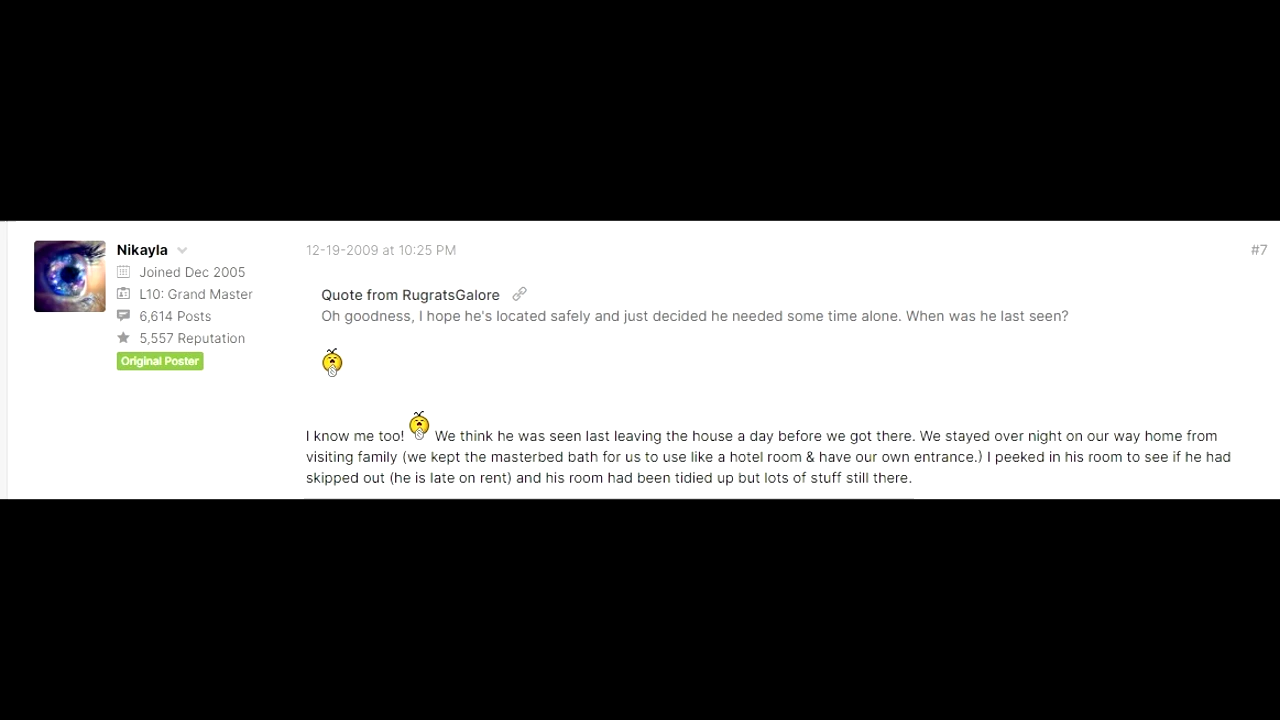 Nikayla
12-19-2009 at 10:25 PM
#7
Joined Dec 2005
L10: Grand Master
6,614 Posts
5,557 Reputation
Original Poster
Quote from RugratsGalore
Oh goodness, I hope he's located safely and just decided he needed some time alone. When was he last seen?
I know me too! We think he was seen last leaving the house a day before we got there. We stayed over night on our way home from
visiting family (we kept the masterbed bath for us to use like a hotel room & have our own entrance.) I peeked in his room to see if he had
skipped out (he is late on rent) and his room had been tidied up but lots of stuff still there.